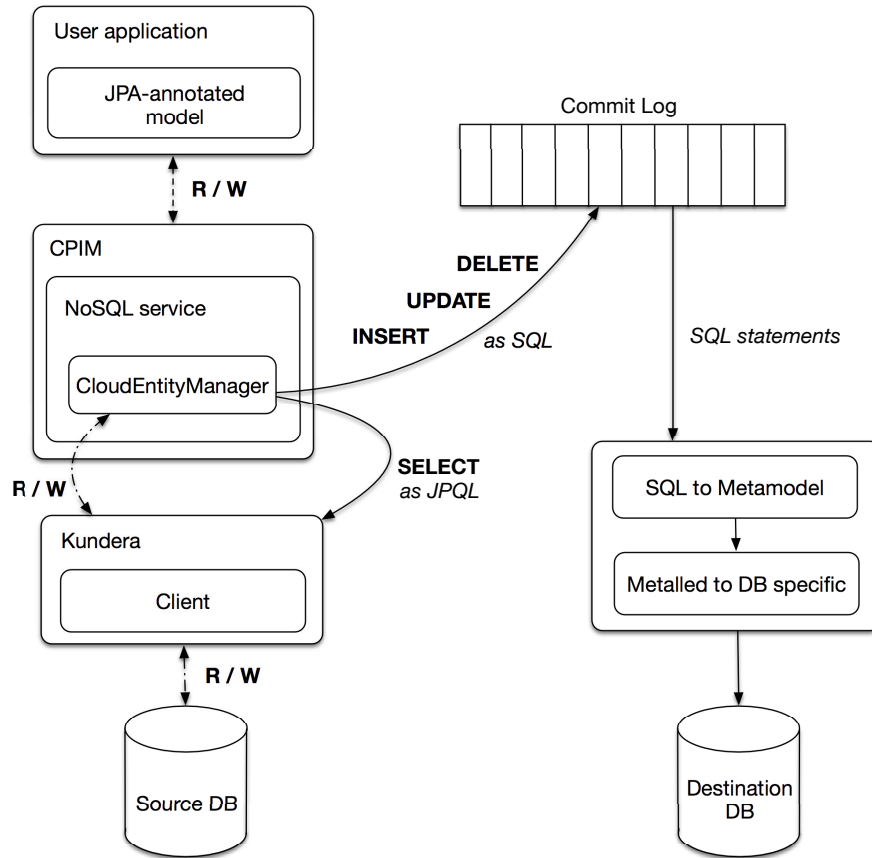 User application
JPA-annotated
model
R / W
Commit Log
CPIM
NoSQL service
CloudEntityManager
DELETE
UPDATE
INSERT
as SQL
SQL statements
R / W
SELECT
as JPQL
Kundera
Client
R / W
Source DB
SQL to Metamodel
Metalled to DB specific
Destination
DB